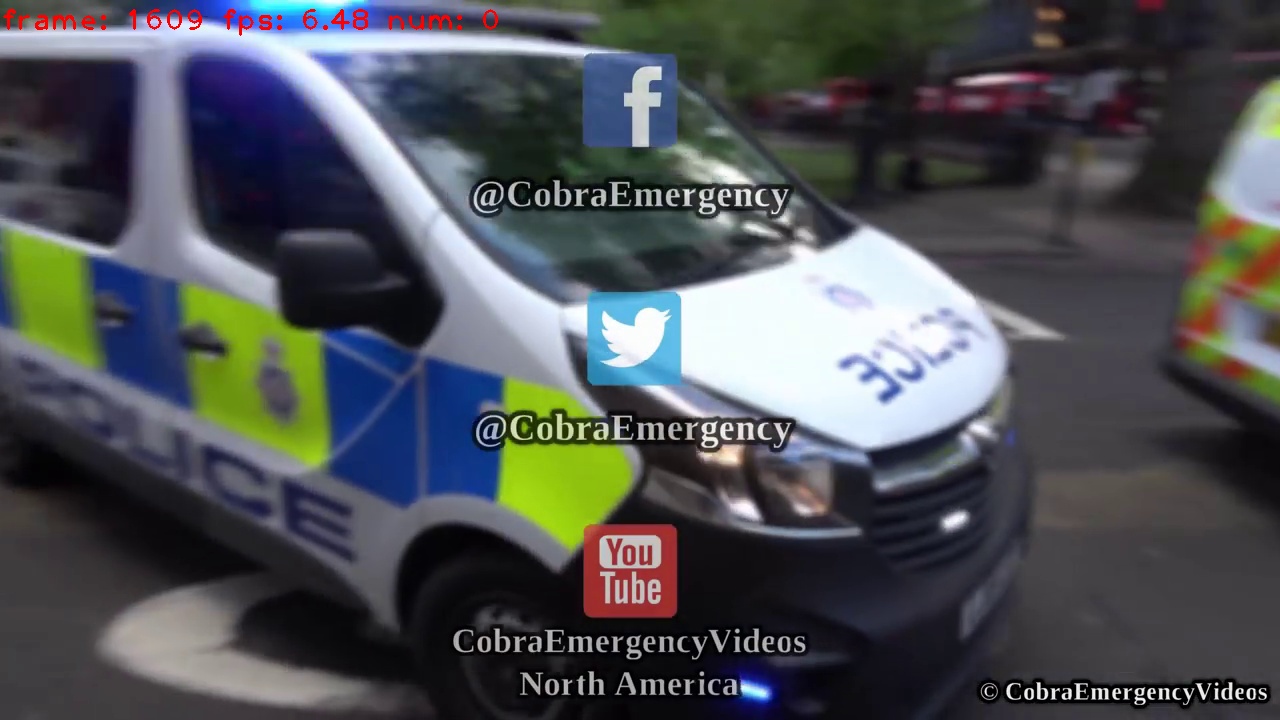 frame: 1609 fps: 6.48 num: 0
f
@CobraEmergency
POLICE
@CobraEmergency
POLICE
You
Tube
CobraEmergencyVideos
North America
© CobraEmergencyVideos